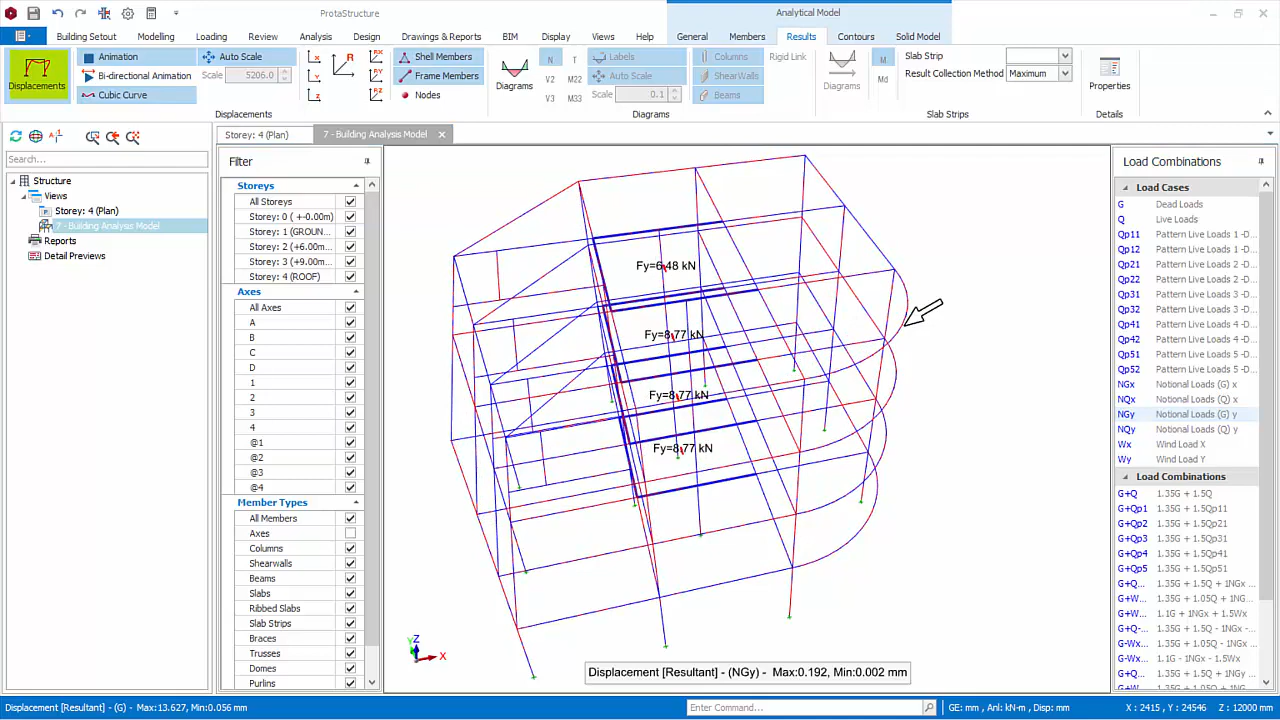 ProtaStructure
Analytical Model
Building Setout
Modelling
Loading
Review
Analysis
Design
Drawings & Reports
BIM
Display
Views
Help
General
Members
Results
Contours
Solid Model
Displacements
Animation
Bi-directional Animation
Cubic Curve
Auto Scale
Scale 5206.0
Shell Members
Frame Members
Nodes
Displacements
Diagrams
N T
V2 M22
V3 M33
Labels
Auto Scale
Scale 0.1
Columns
ShearWalls
Beams
Rigid Link
Diagrams
Diagrams
M
Md
Slab Strip
Result Collection Method Maximum
Slab Strips
Properties
Details
Storey: 4 (Plan)
7 - Building Analysis Model
Search...
Structure
Views
Storey: 4 (Plan)
7 - Building Analysis Model
Reports
Detail Previews
Filter
Storeys
All Storeys
Storey: 0 ( +-0.00m)
Storey: 1 (GROUN...
Storey: 2 (+6.00m...
Storey: 3 (+9.00m...
Storey: 4 (ROOF)
Axes
All Axes
A
B
C
D
1
2
3
4
@1
@2
@3
@4
Member Types
All Members
Axes
Columns
Shearwalls
Beams
Slabs
Ribbed Slabs
Slab Strips
Braces
Trusses
Domes
Purlins
Fy=6.48 kN
Fy=8.77 kN
Fy=8.77 kN
Fy=8.77 kN
Z
Y
X
Displacement [Resultant] - (NGy) - Max:0.192, Min:0.002 mm
Load Combinations
Load Cases
G Dead Loads
Q Live Loads
Qp11 Pattern Live Loads 1 -D...
Qp12 Pattern Live Loads 1 -D...
Qp21 Pattern Live Loads 2 -D...
Qp22 Pattern Live Loads 2 -D...
Qp31 Pattern Live Loads 3 -D...
Qp32 Pattern Live Loads 3 -D...
Qp41 Pattern Live Loads 4 -D...
Qp42 Pattern Live Loads 4 -D...
Qp51 Pattern Live Loads 5 -D...
Qp52 Pattern Live Loads 5 -D...
NGx Notional Loads (G) x
NQx Notional Loads (Q) x
NGy Notional Loads (G) y
NQy Notional Loads (Q) y
Wx Wind Load X
Wy Wind Load Y
Load Combinations
G+Q 1.35G + 1.5Q
G+Qp1 1.35G + 1.5Qp11
G+Qp2 1.35G + 1.5Qp21
G+Qp3 1.35G + 1.5Qp31
G+Qp4 1.35G + 1.5Qp41
G+Qp5 1.35G + 1.5Qp51
G+Q... 1.35G + 1.5Q + 1NGx ...
G+W... 1.35G + 1.05Q + 1NG...
G+W... 1.1G + 1NGx + 1.5Wx
G+Q-... 1.35G + 1.5Q - 1NGx -...
G-Wx... 1.35G + 1.05Q - 1NGx...
G-Wx... 1.1G - 1NGx - 1.5Wx
G+Q... 1.35G + 1.5Q + 1NGy ...
G+W... 1.35G + 1.05Q + 1NG...
Displacement [Resultant] - (G) - Max:13.627, Min:0.056 mm
Enter Command...
GE: mm , Anl: kN-m , Disp: mm
X : 2415 , Y : 24546
Z : 12000 mm